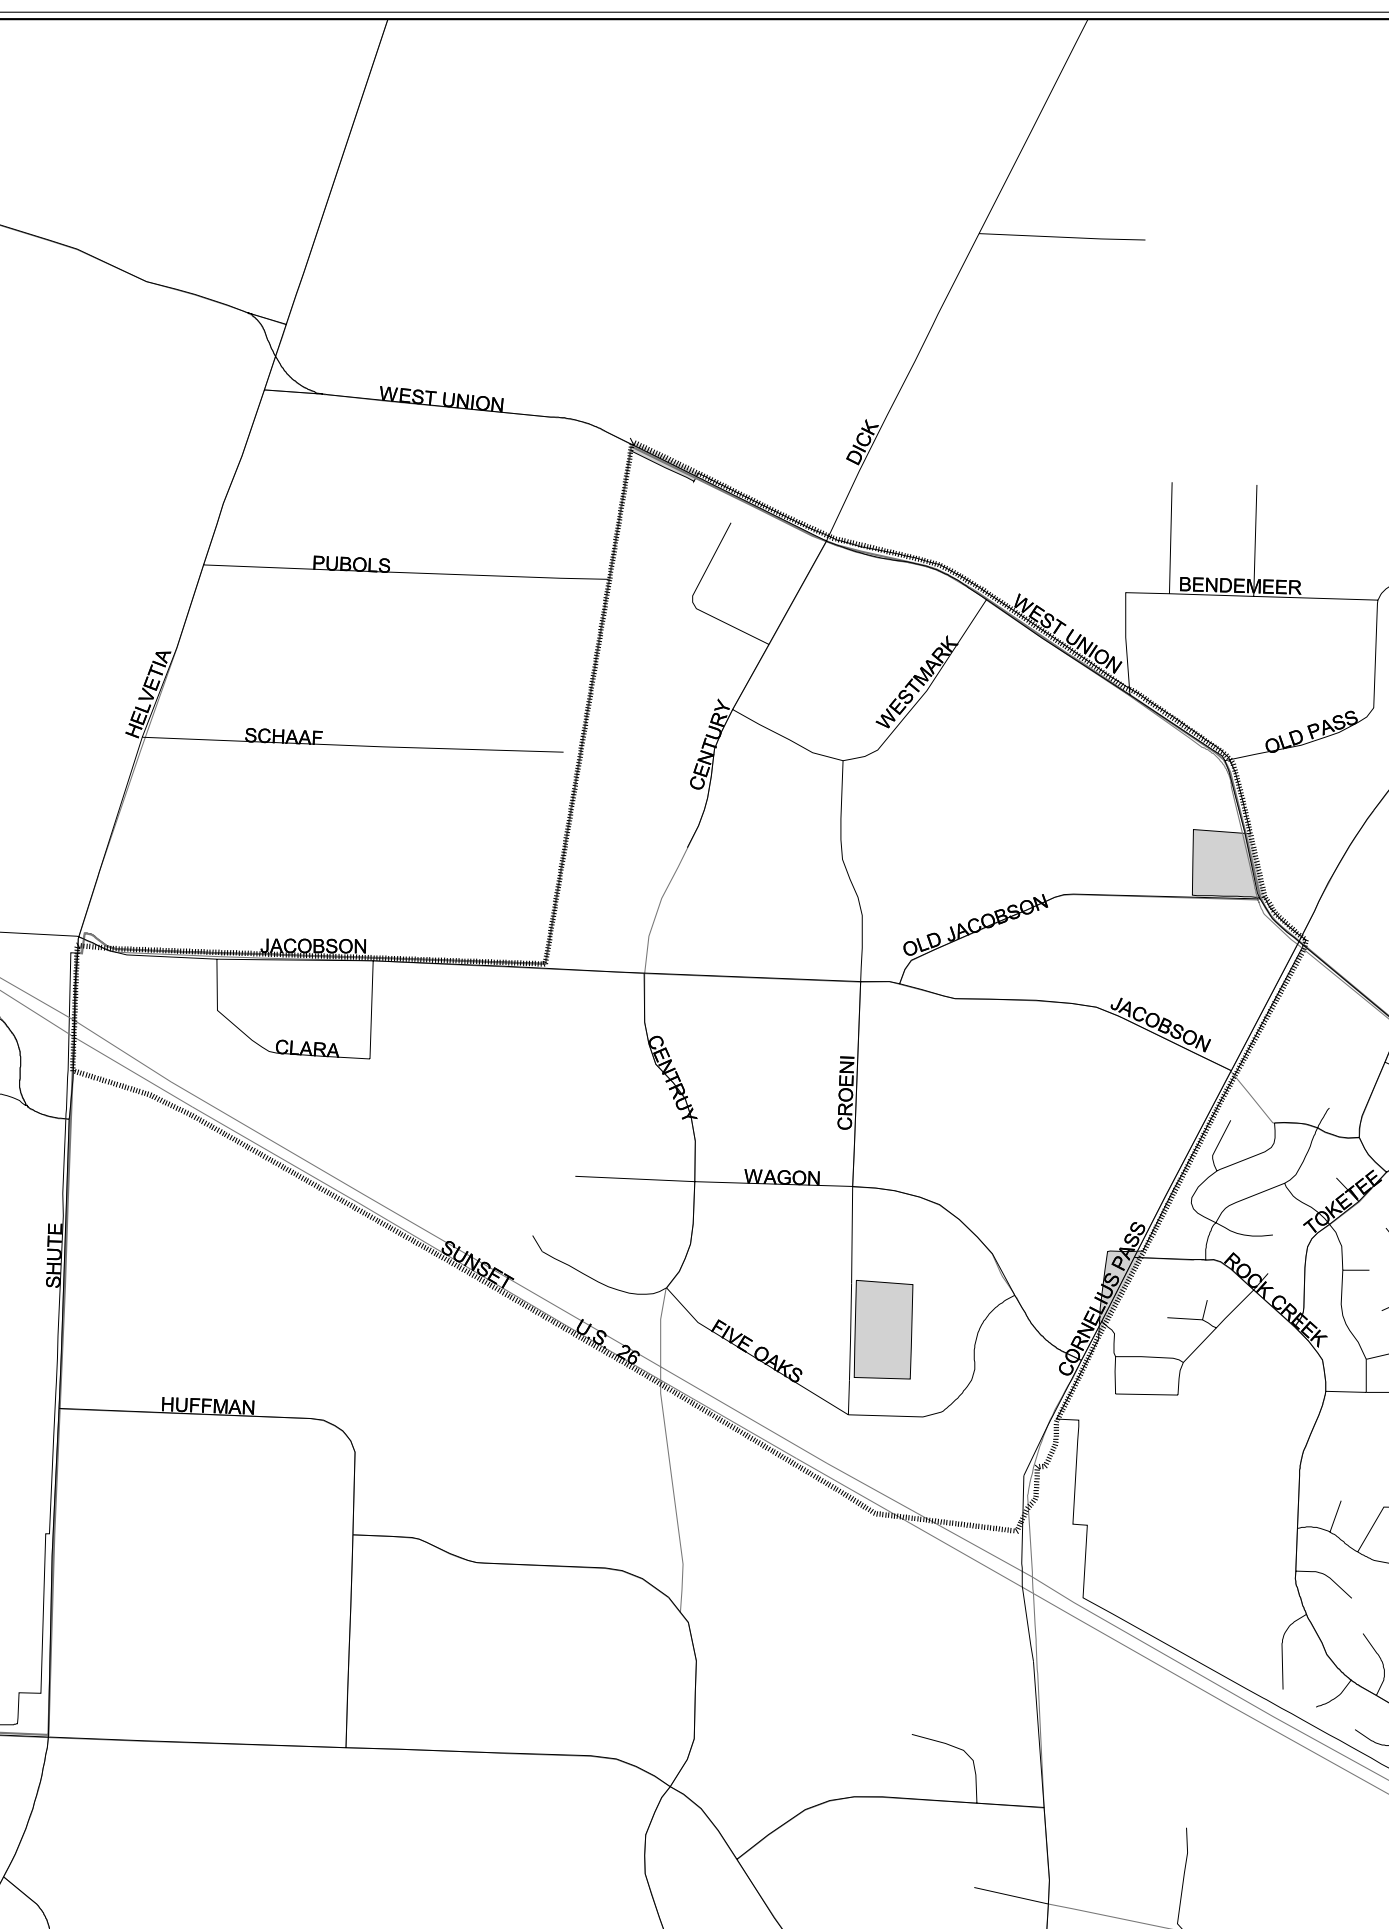 WEST UNION
DICK
PUBOLS
BENDEMEER
WEST UNION
HELVETIA
WESTMARK
CENTURY
SCHAAF
OLD PASS
OLD JACOBSON
JACOBSON
JACOBSON
CLARA
CENTRUY
CROENI
WAGON
TOKETEE
SHUTE
SUNSET
CORNELIUS PASS
ROCK CREEK
U.S. 26
FIVE OAKS
HUFFMAN